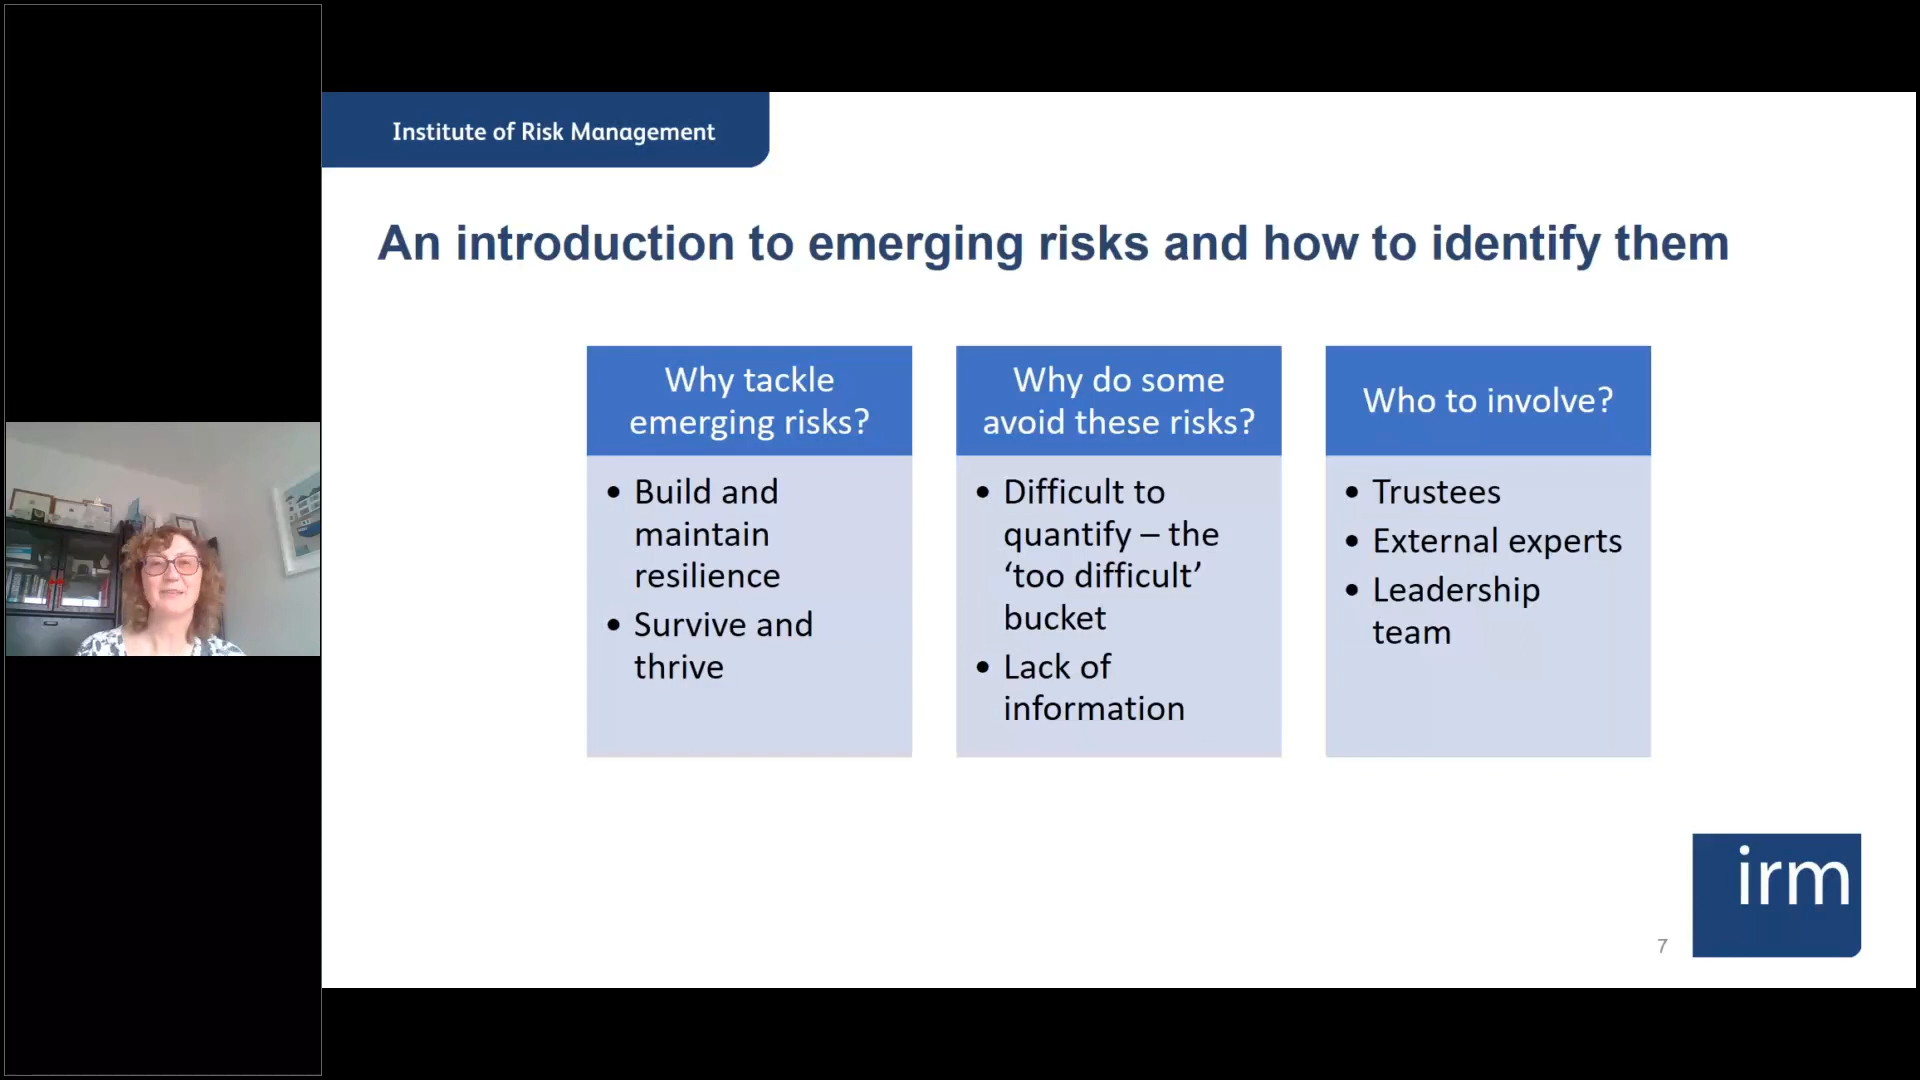 Institute of Risk Management
An introduction to emerging risks and how to identify them
Why tackle
emerging risks?
• Build and
maintain
resilience
• Survive and
thrive
Why do some
avoid these risks?
• Difficult to
quantify – the
‘too difficult’
bucket
• Lack of
information
Who to involve?
• Trustees
• External experts
• Leadership
team
irm
7